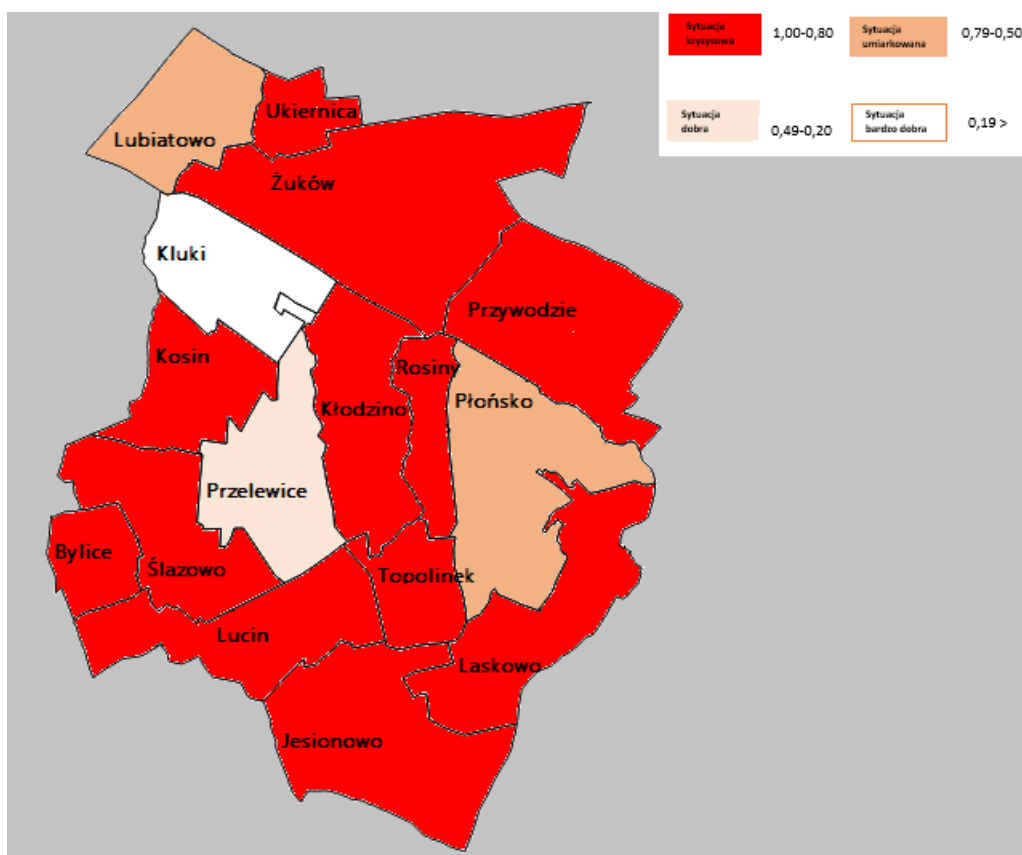 Sytuacja
kryzysowa
1,00-0,80
Sytuacja
umiarkowana
0,79-0,50
Sytuacja
dobra
0,49-0,20
Sytuacja
bardzo dobra
0,19 >
Ukiernica
Lubiatowo
Żuków
Kluki
Przywodzie
Kosin
Rosiny
Kłodzino
Płońsko
Przelewice
Bylice
Ślazowo
Topolinek
Lucin
Laskowo
Jesionowo